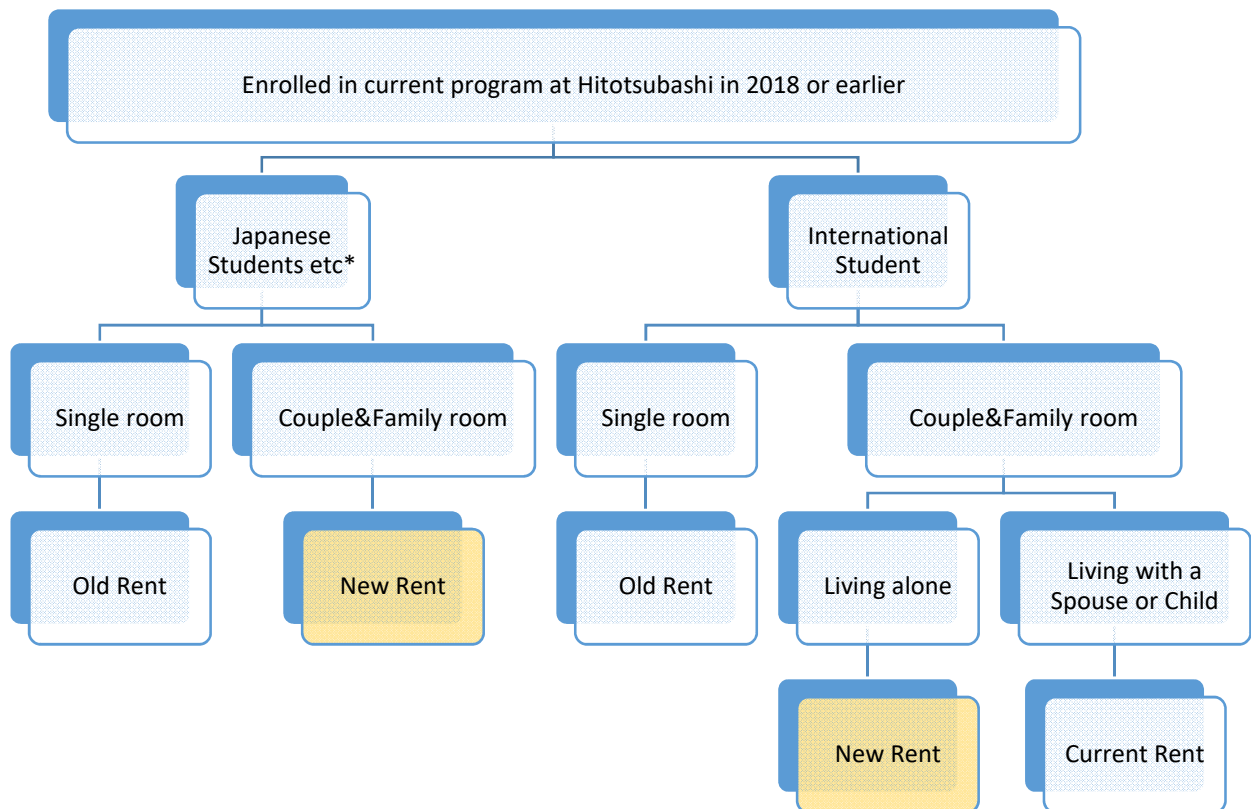 Enrolled in current program at Hitotsubashi in 2018 or earlier
Japanese
Students etc*
International
Student
Single room
Couple&Family room
Single room
Couple&Family room
Old Rent
New Rent
Old Rent
Living alone
Living with a
Spouse or Child
New Rent
Current Rent